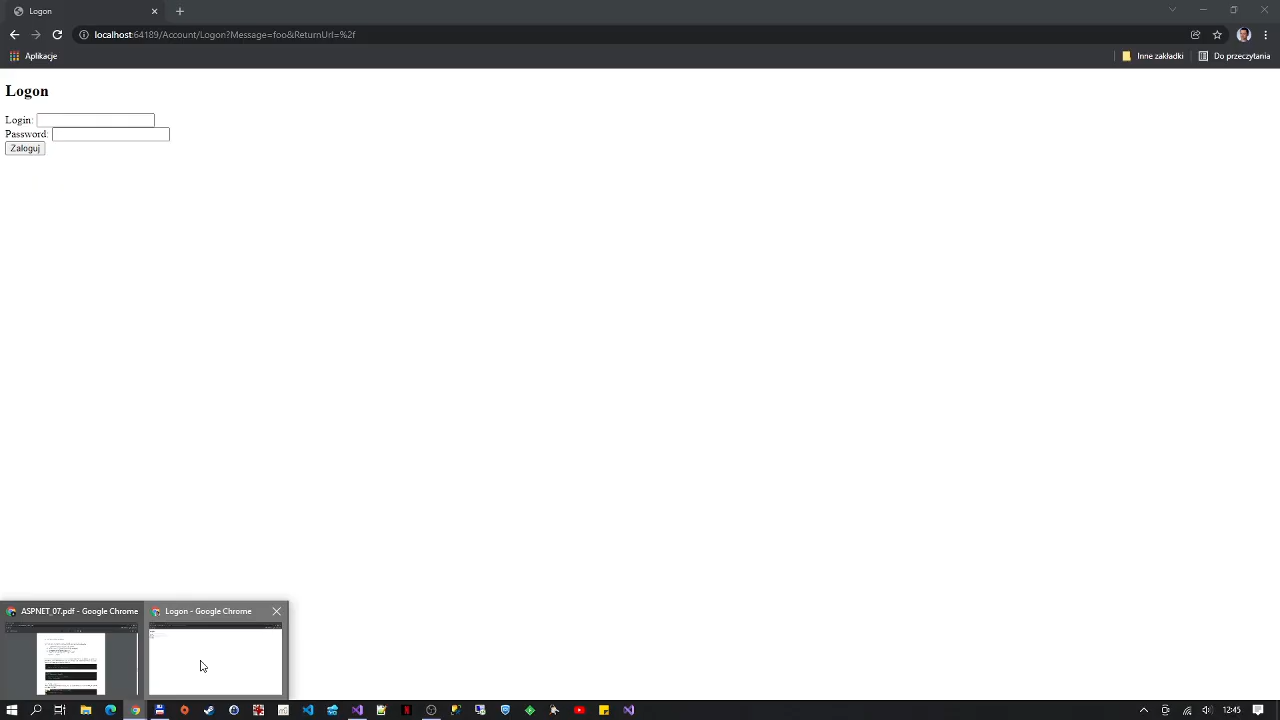 Logon
localhost:64189/Account/Logon?Message=foo&ReturnUrl=%2f
Aplikacje
Inne zakładki
Do przeczytania
Logon
Login:
Password:
Zaloguj
ASPNET_07.pdf - Google Chrome
Logon - Google Chrome
12:45